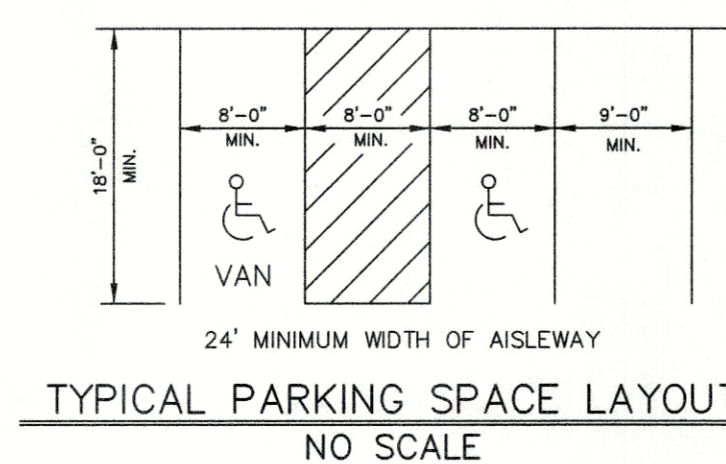 8'-0" 8'-0" 8'-0" 9'-0"
MIN. MIN. MIN. MIN.
18'-0"
MIN.
VAN
24' MINIMUM WIDTH OF AISLEWAY
TYPICAL PARKING SPACE LAYOUT
NO SCALE